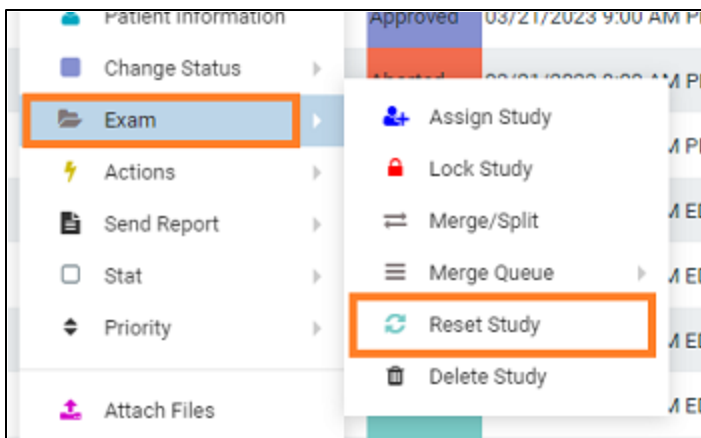 Patient Information
Change Status
Exam
Actions
Send Report
Stat
Priority
Attach Files
Assign Study
Lock Study
Merge/Split
Merge Queue
Reset Study
Delete Study
Approved 03/21/2023 9:00 AM